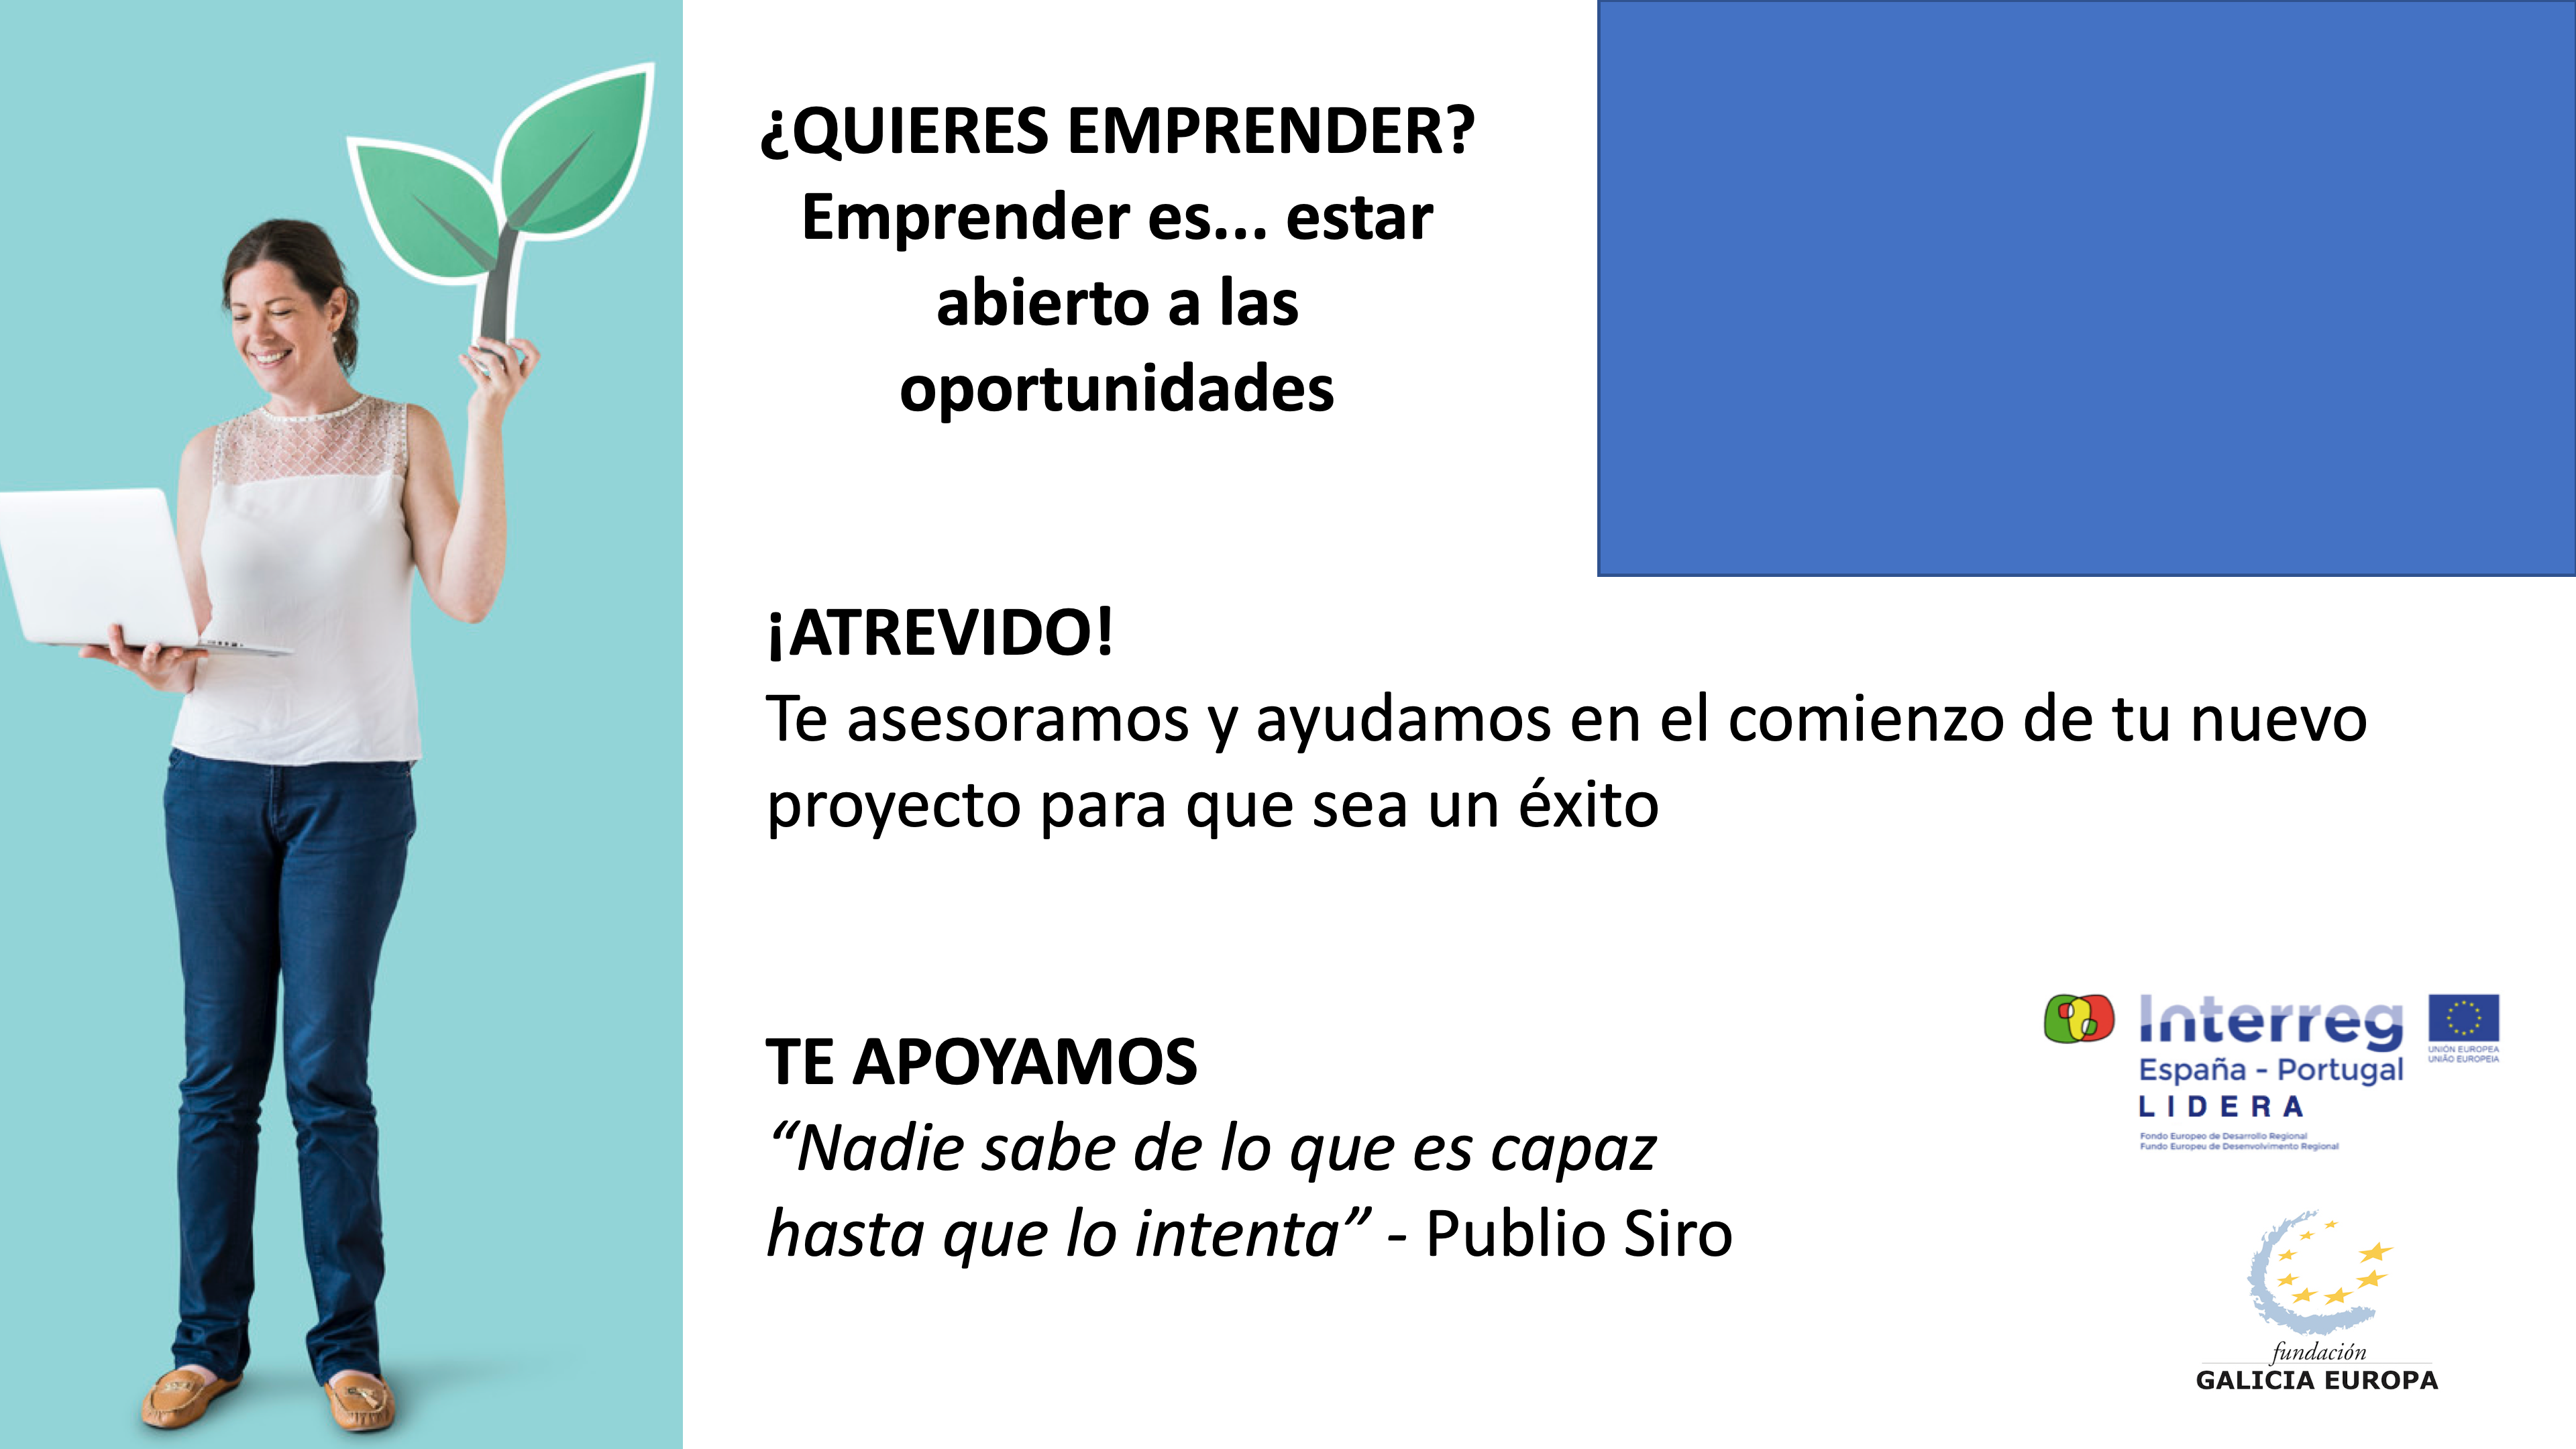 ¿QUIERES EMPRENDER?
Emprender es... estar
abierto a las
oportunidades
¡ATREVIDO!
Te asesoramos y ayudamos en el comienzo de tu nuevo
proyecto para que sea un éxito
TE APOYAMOS
“Nadie sabe de lo que es capaz
hasta que lo intenta” - Publio Siro
Interreg
España - Portugal
LIDERA
Fondo Europeo de Desarrollo Regional
Fundo Europeu de Desenvolvimento Regional
UNIÓN EUROPEA
UNIÃO EUROPEIA
fundación
GALICIA EUROPA